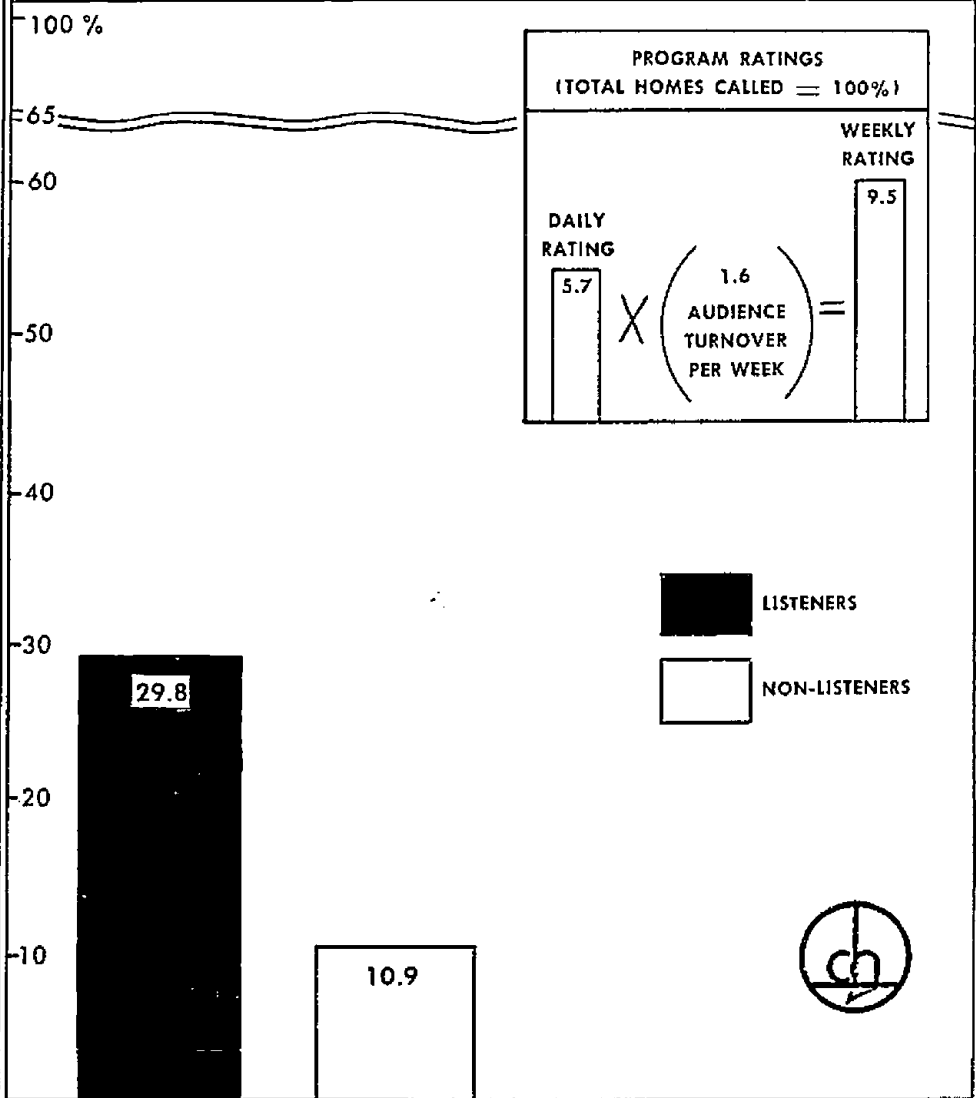 100 %
65
60
50
40
30
20
10
PROGRAM RATINGS
(TOTAL HOMES CALLED = 100%)
WEEKLY
RATING
9.5
DAILY
RATING
5.7
X
1.6
AUDIENCE
TURNOVER
PER WEEK
=
LISTENERS
NON-LISTENERS
29.8
10.9
ch